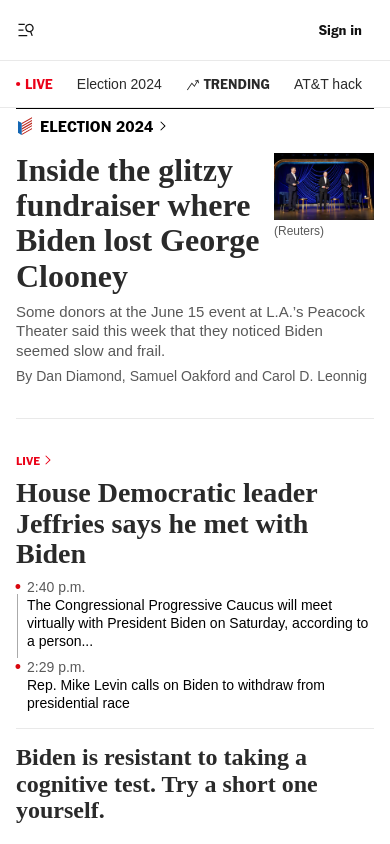 Sign in
LIVE
Election 2024
TRENDING
AT&T hack
ELECTION 2024
Inside the glitzy
fundraiser where
Biden lost George
Clooney
(Reuters)
Some donors at the June 15 event at L.A.’s Peacock
Theater said this week that they noticed Biden
seemed slow and frail.
By Dan Diamond, Samuel Oakford and Carol D. Leonnig
LIVE
House Democratic leader
Jeffries says he met with
Biden
2:40 p.m.
The Congressional Progressive Caucus will meet
virtually with President Biden on Saturday, according to
a person...
2:29 p.m.
Rep. Mike Levin calls on Biden to withdraw from
presidential race
Biden is resistant to taking a
cognitive test. Try a short one
yourself.